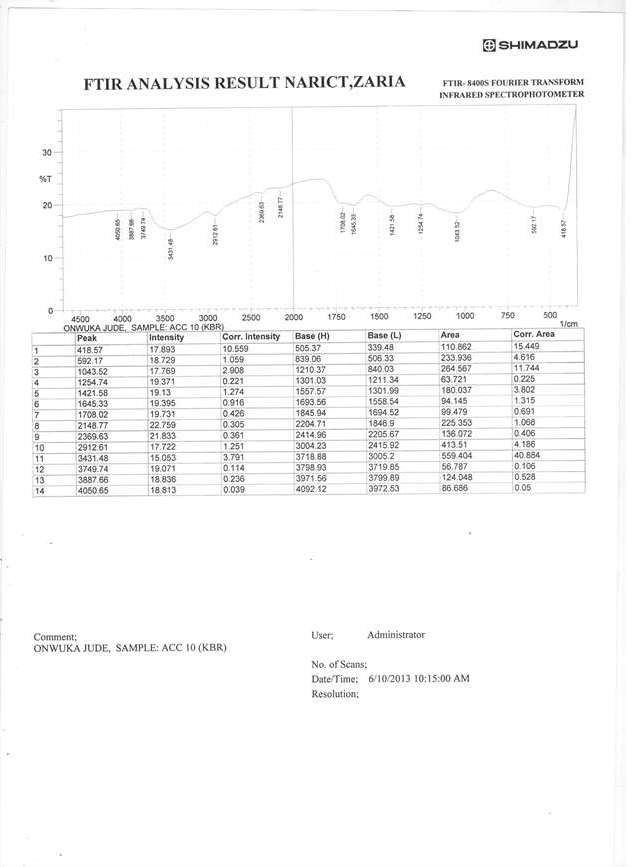 SHIMADZU
FTIR ANALYSIS RESULT NARICT,ZARIA
FTIR- 8400S FOURIER TRANSFORM
INFRARED SPECTROPHOTOMETER
30
%T
20
10
0
4050.65
3887.66
3749.74
3431.48
2912.61
2369.63
2148.77
1708.02
1645.33
1421.58
1254.74
1043.52
592.17
418.57
4500 4000 3500 3000 2500 2000 1750 1500 1250 1000 750 500
1/cm
ONWUKA JUDE, SAMPLE: ACC 10 (KBR)
Peak Intensity Corr. Intensity Base (H) Base (L) Area Corr. Area
1 418.57 17.893 10.559 505.37 339.48 110.862 15.449
2 592.17 18.729 1.059 839.06 506.33 233.936 4.616
3 1043.52 17.769 2.908 1210.37 840.03 264.567 11.744
4 1254.74 19.371 0.221 1301.03 1211.34 63.721 0.225
5 1421.58 19.13 1.274 1557.57 1301.99 180.037 3.802
6 1645.33 19.395 0.916 1693.56 1558.54 94.145 1.315
7 1708.02 19.731 0.426 1845.94 1694.52 99.479 0.691
8 2148.77 22.759 0.305 2204.71 1846.9 225.353 1.068
9 2369.63 21.833 0.361 2414.96 2205.67 136.072 0.406
10 2912.61 17.722 1.251 3004.23 2415.92 413.51 4.186
11 3431.48 15.053 3.791 3718.88 3005.2 559.404 40.884
12 3749.74 19.071 0.114 3798.93 3719.85 56.787 0.106
13 3887.66 18.836 0.236 3971.56 3799.89 124.048 0.528
14 4050.65 18.813 0.039 4092.12 3972.53 86.686 0.05
Comment;
ONWUKA JUDE, SAMPLE: ACC 10 (KBR)
User; Administrator
No. of Scans;
Date/Time; 6/10/2013 10:15:00 AM
Resolution;